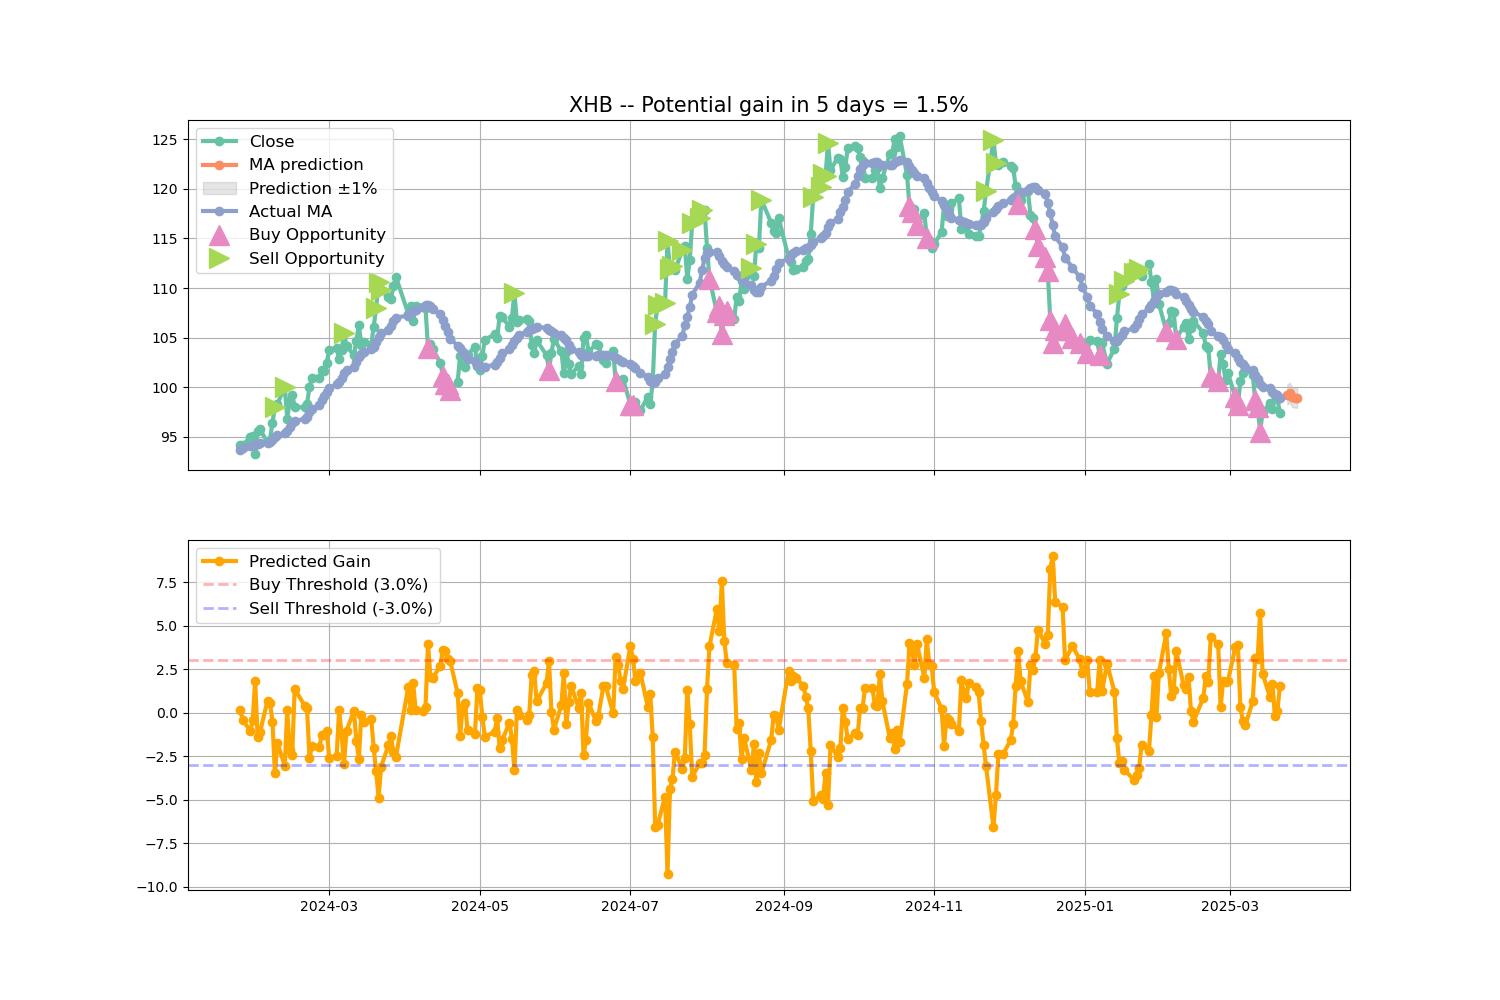 XHB -- Potential gain in 5 days = 1.5%
Close
MA prediction
Prediction ±1%
Actual MA
Buy Opportunity
Sell Opportunity
125
120
115
110
105
100
95
Predicted Gain
Buy Threshold (3.0%)
Sell Threshold (-3.0%)
7.5
5.0
2.5
0.0
−2.5
−5.0
−7.5
−10.0
2024-03 2024-05 2024-07 2024-09 2024-11 2025-01 2025-03